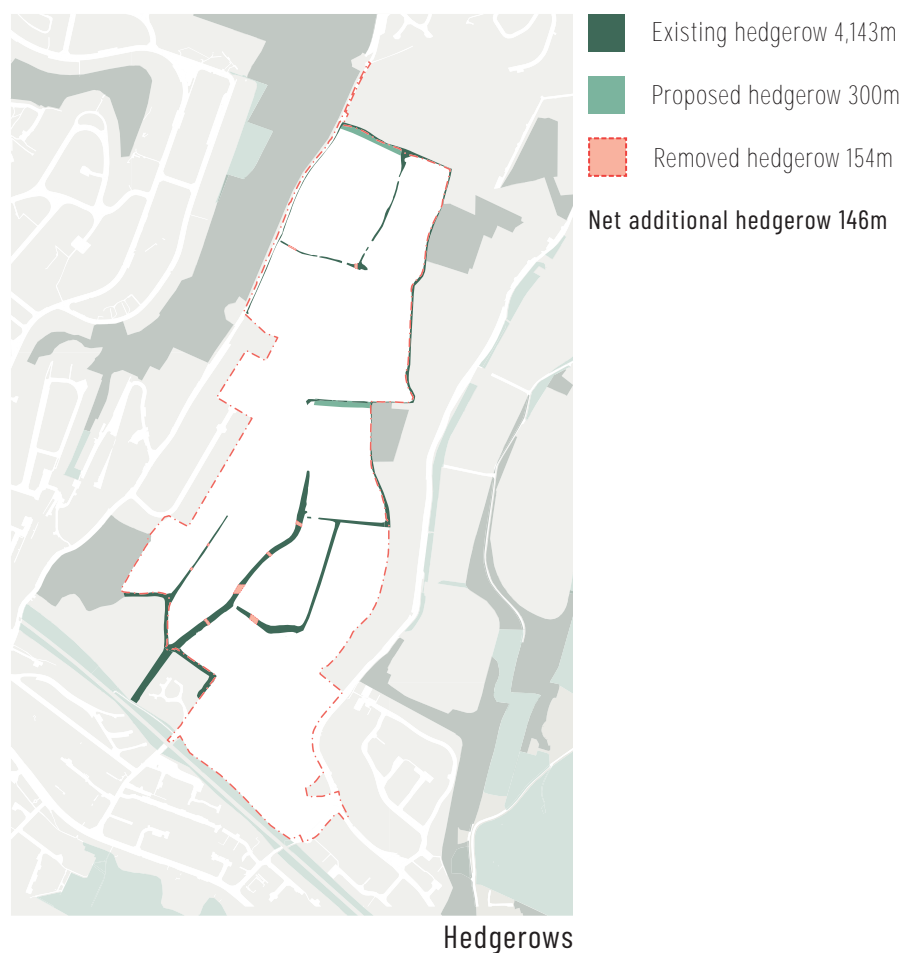 Existing hedgerow 4,143m
Proposed hedgerow 300m
Removed hedgerow 154m
Net additional hedgerow 146m
Hedgerows